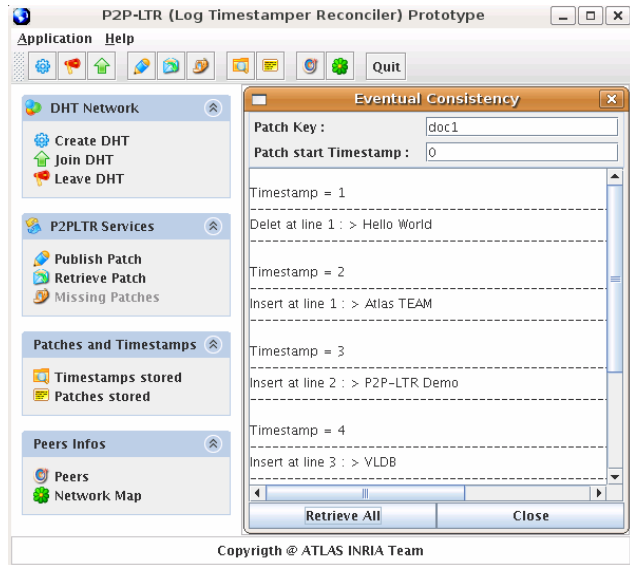 P2P-LTR (Log Timestamper Reconciler) Prototype
Application Help
Quit
DHT Network
Create DHT
Join DHT
Leave DHT
P2PLTR Services
Publish Patch
Retrieve Patch
Missing Patches
Patches and Timestamps
Timestamps stored
Patches stored
Peers Infos
Peers
Network Map
Eventual Consistency
Patch Key : doc1
Patch start Timestamp : 0
Timestamp = 1
Delet at line 1 : > Hello World
Timestamp = 2
Insert at line 1 : > Atlas TEAM
Timestamp = 3
Insert at line 2 : > P2P-LTR Demo
Timestamp = 4
Insert at line 3 : > VLDB
Retrieve All Close
Copyrigth @ ATLAS INRIA Team